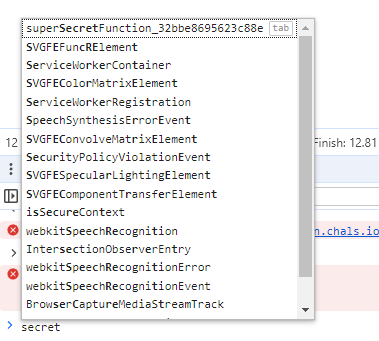 superSecretFunction_32bbe8695623c88e tab
SVGFEFuncRElement
ServiceWorkerContainer
SVGFEColorMatrixElement
ServiceWorkerRegistration
SpeechSynthesisErrorEvent
SVGFEConvolveMatrixElement
12
Finish: 12.81
SecurityPolicyViolationEvent
SVGFESpecularLightingElement
SVGFEComponentTransferElement
isSecureContext
webkitSpeechRecognition
n.chals.io
IntersectionObserverEntry
webkitSpeechRecognitionError
webkitSpeechRecognitionEvent
BrowserCaptureMediaStreamTrack
secret